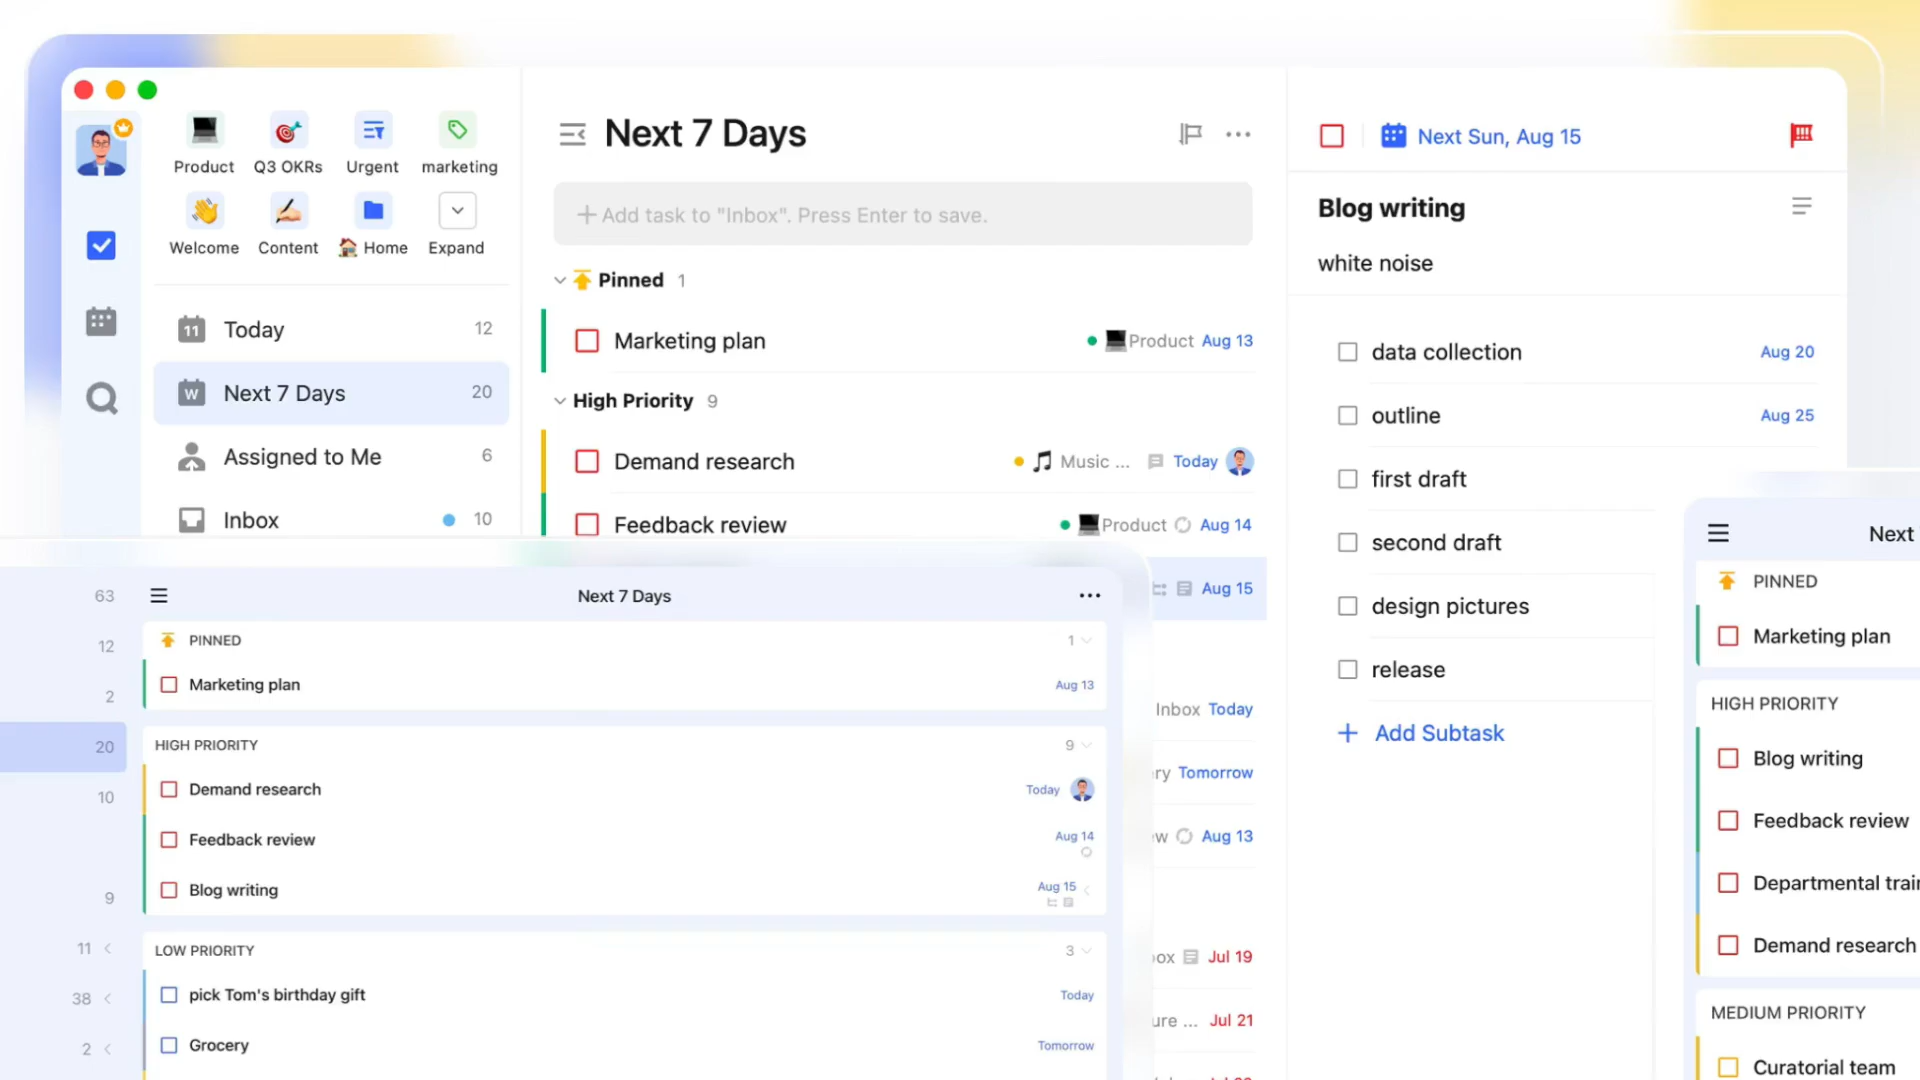 Product Q3 OKRs Urgent marketing
Welcome Content Home Expand
11 Today 12
W Next 7 Days 20
Assigned to Me 6
Inbox 10
Next 7 Days
Add task to "Inbox". Press Enter to save.
Pinned 1
Marketing plan Product Aug 13
High Priority 9
Demand research Music ... Today
Feedback review Product Aug 14
Aug 15
Inbox Today
Tomorrow
Aug 13
Jul 19
... Jul 21
Next Sun, Aug 15
Blog writing
white noise
data collection Aug 20
outline Aug 25
first draft
second draft
design pictures
release
Add Subtask
63
12
2
20
10
9
11
38
2
Next 7 Days
PINNED 1
Marketing plan Aug 13
HIGH PRIORITY 9
Demand research Today
Feedback review Aug 14
Blog writing Aug 15
LOW PRIORITY 3
pick Tom's birthday gift Today
Grocery Tomorrow
Next
PINNED
Marketing plan
HIGH PRIORITY
Blog writing
Feedback review
Departmental
Demand research
MEDIUM PRIORITY
Curatorial team